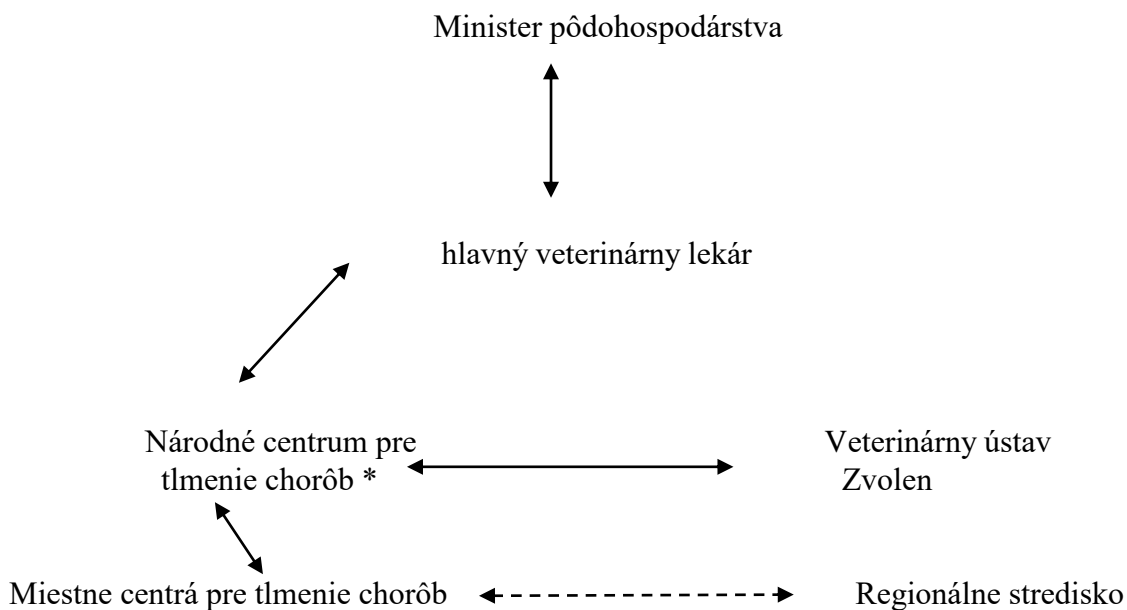 Minister pôdohospodárstva
hlavný veterinárny lekár
Národné centrum pre
tlmenie chorôb *
Veterinárny ústav
Zvolen
Miestne centrá pre tlmenie chorôb
Regionálne stredisko